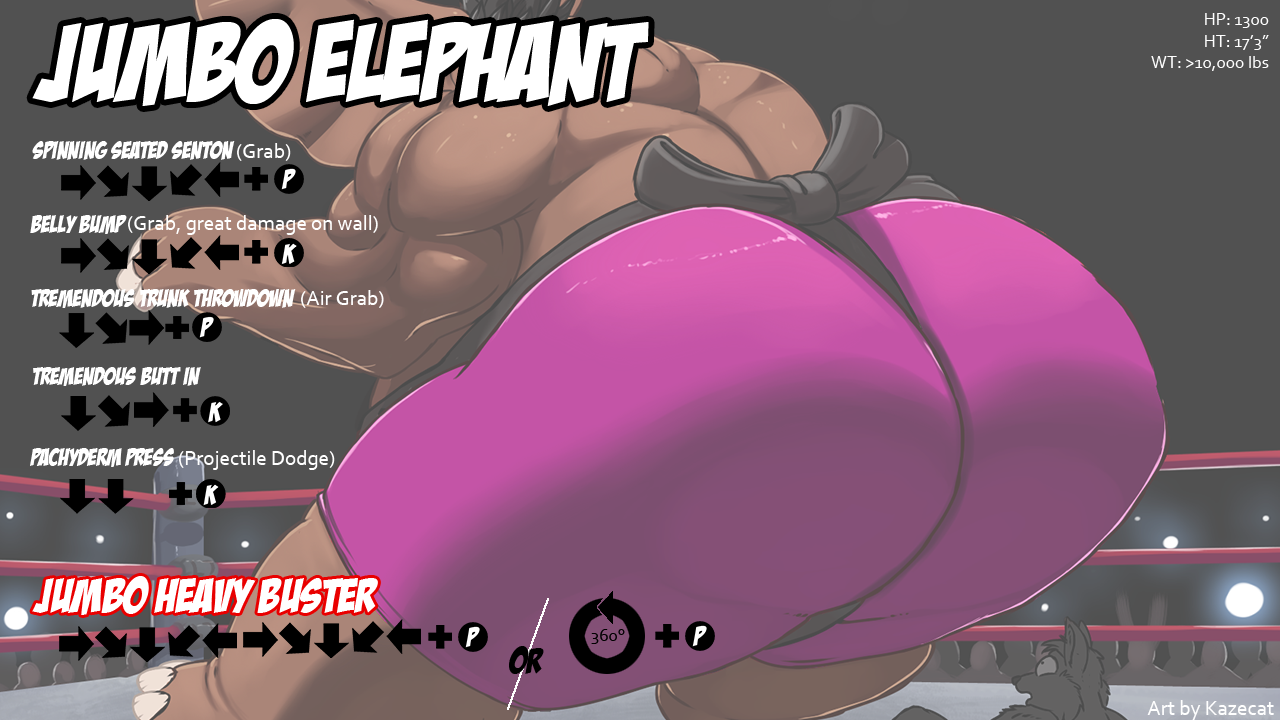 JUMBO ELEPHANT
HP: 1300
HT: 17'3"
WT: >10,000 lbs
SPINNING SEATED SENTON (Grab)
+ P
BELLY BUMP (Grab, great damage on wall)
+ K
TREMENDOUS TRUNK THROWDOWN (Air Grab)
+ P
TREMENDOUS BUTT IN
+ K
PACHYDERM PRESS (Projectile Dodge)
+ K
JUMBO HEAVY BUSTER
+ P OR 360º + P
Art by Kazecat